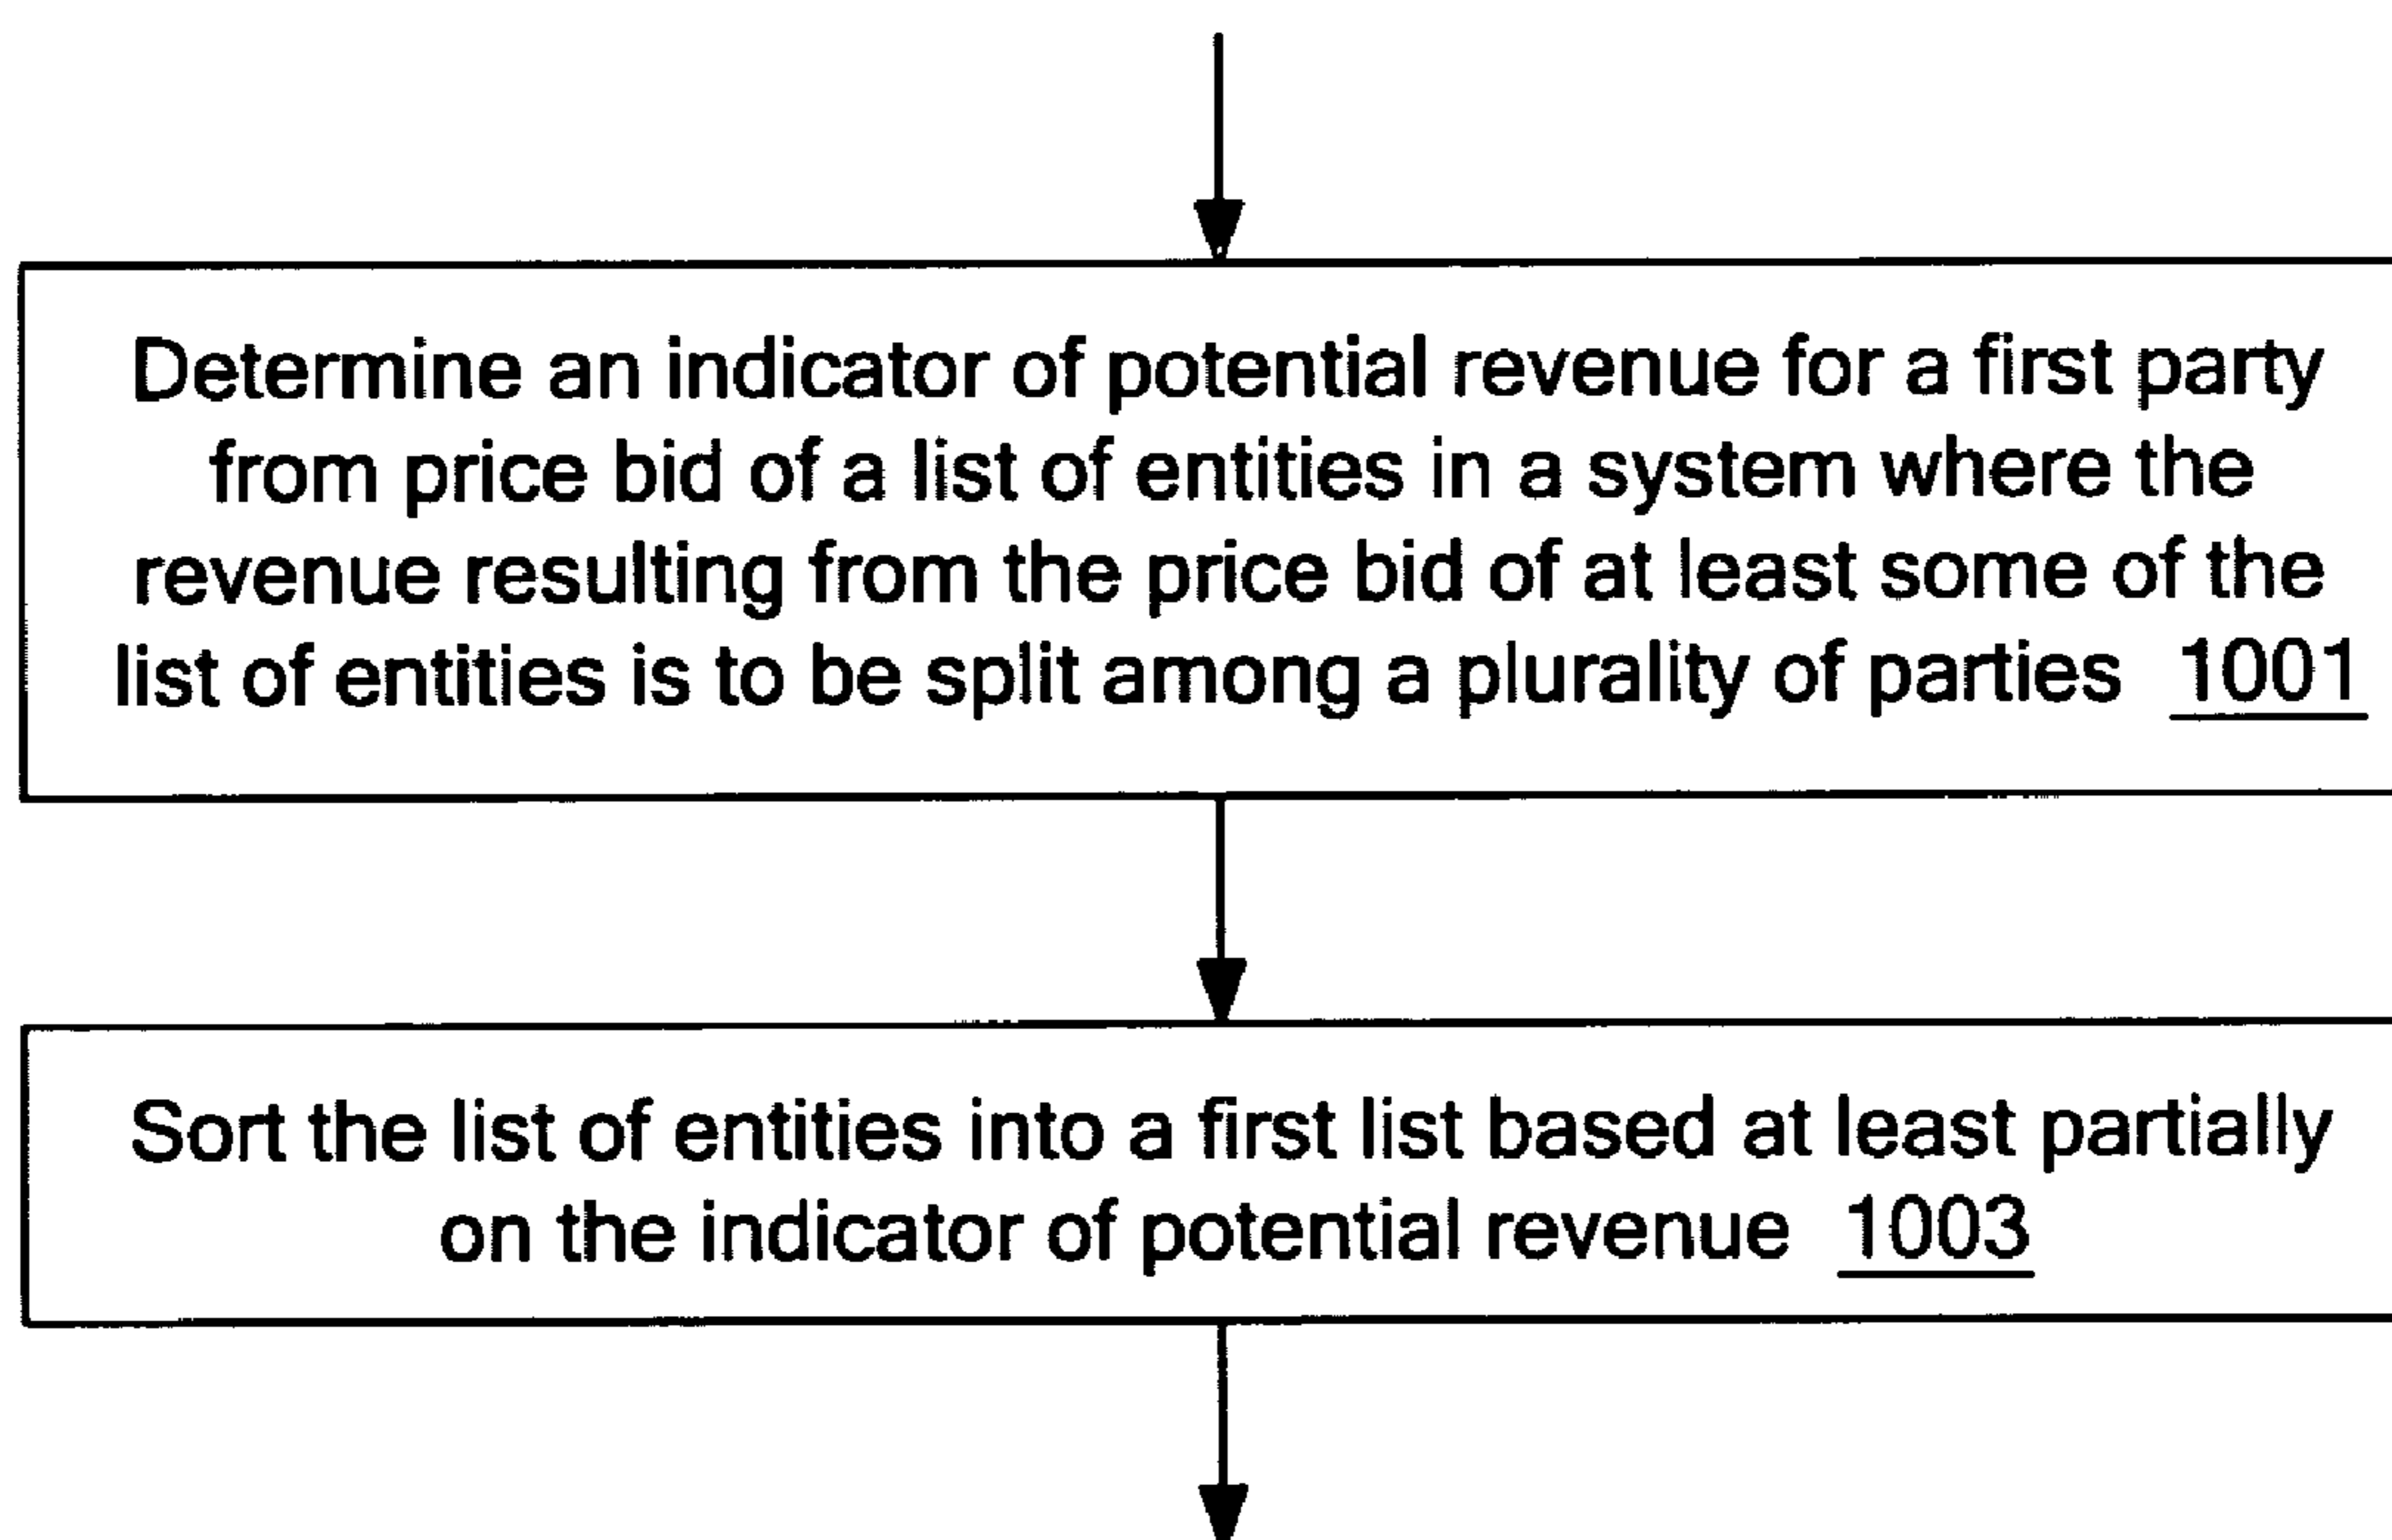 Determine an indicator of potential revenue for a first party
from price bid of a list of entities in a system where the
revenue resulting from the price bid of at least some of the
list of entities is to be split among a plurality of parties 1001
Sort the list of entities into a first list based at least partially
on the indicator of potential revenue 1003